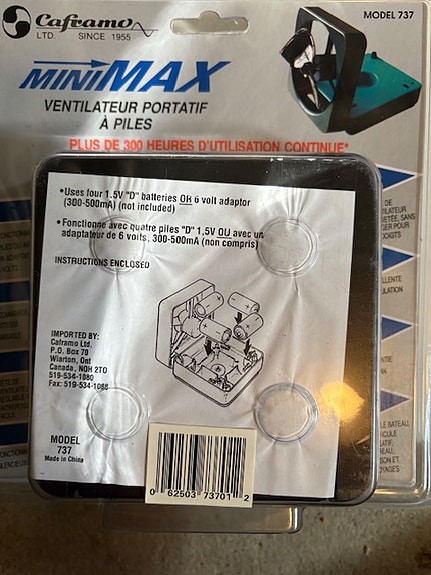 Caframo
LTD. SINCE 1955
MODEL 737
MINIMAX
VENTILATEUR PORTATIF
À PILES
PLUS DE 300 HEURES D'UTILISATION CONTINUE*
•Uses four 1.5V "D" batteries OR 6 volt adaptor
(300-500mA) (not included)
•Fonctionne avec quatre piles "D" 1,5V OU avec un
adaptateur de 6 volts, 300-500mA (non compris)
INSTRUCTIONS ENCLOSED
IMPORTED BY:
Caframo Ltd.
P.O. Box 70
Wiarton, Ont
Canada, N0H 2T0
519-534-1080
Fax: 519-534-1088
MODEL
737
Made in China
0 62503 73701 2